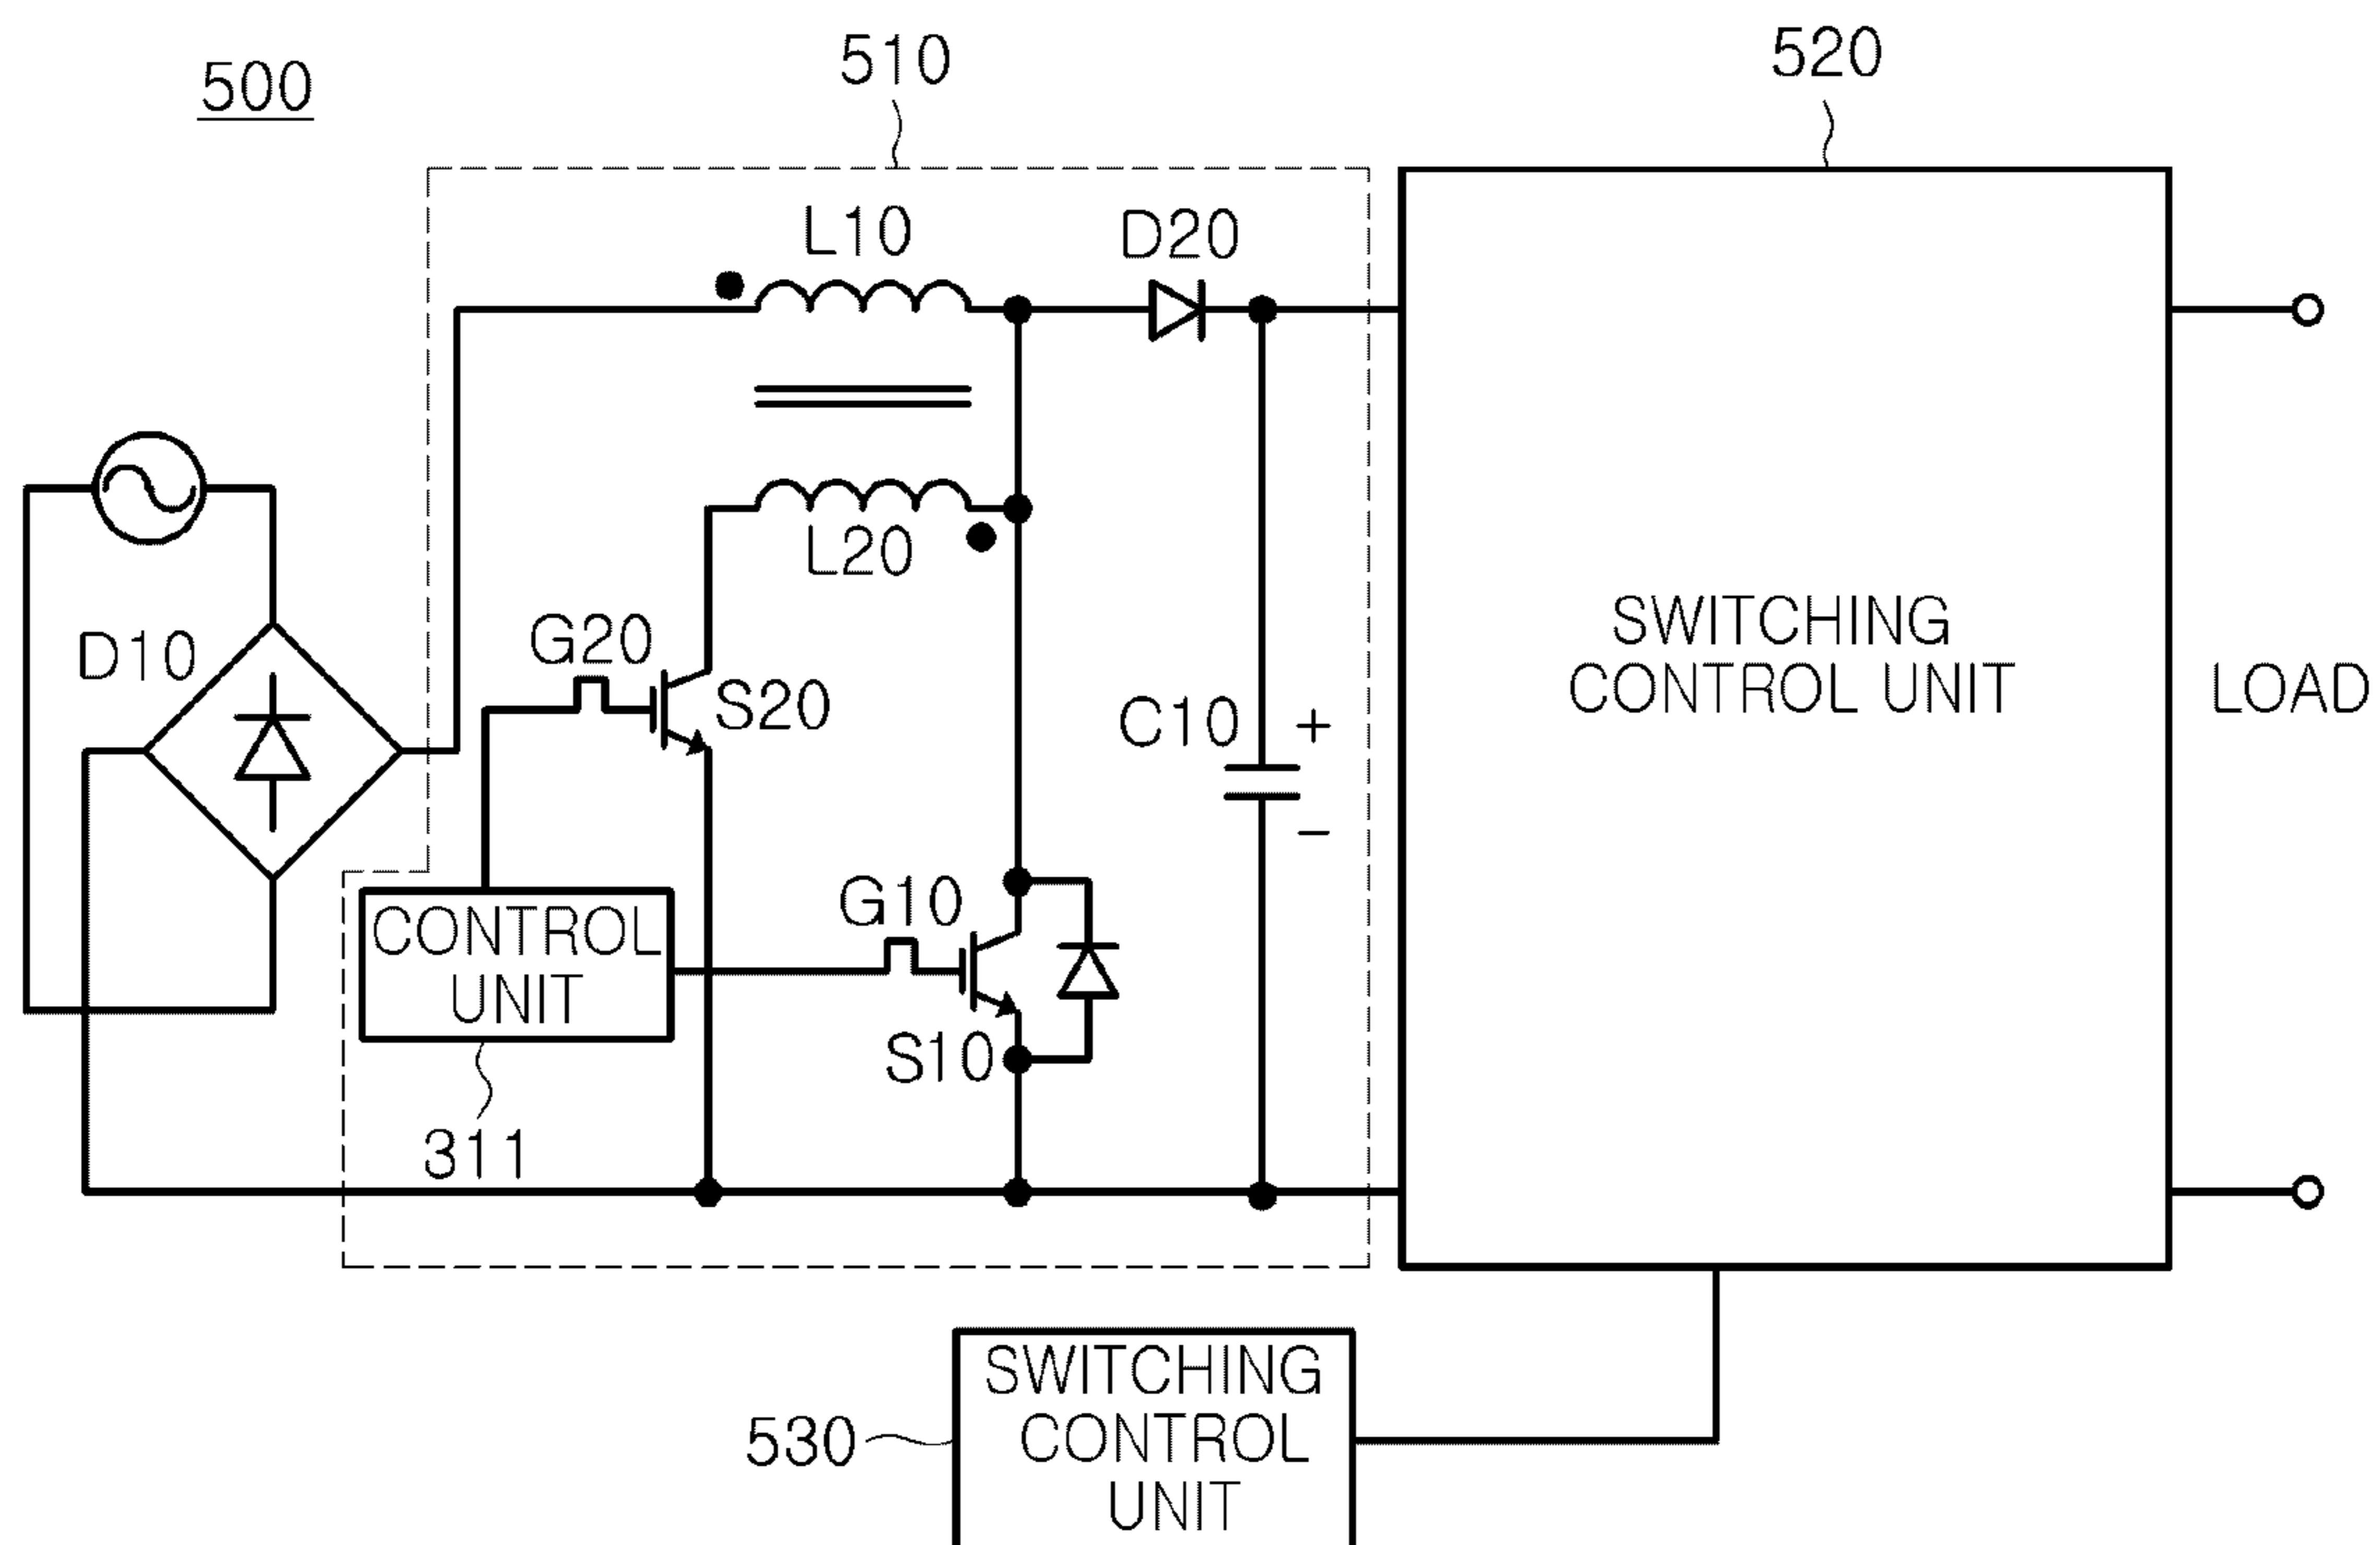 500
510
520
L10
D20
L20
G20
D10
S20
C10
+
−
SWITCHING
CONTROL UNIT
LOAD
G10
CONTROL
UNIT
S10
311
SWITCHING
CONTROL
UNIT
530